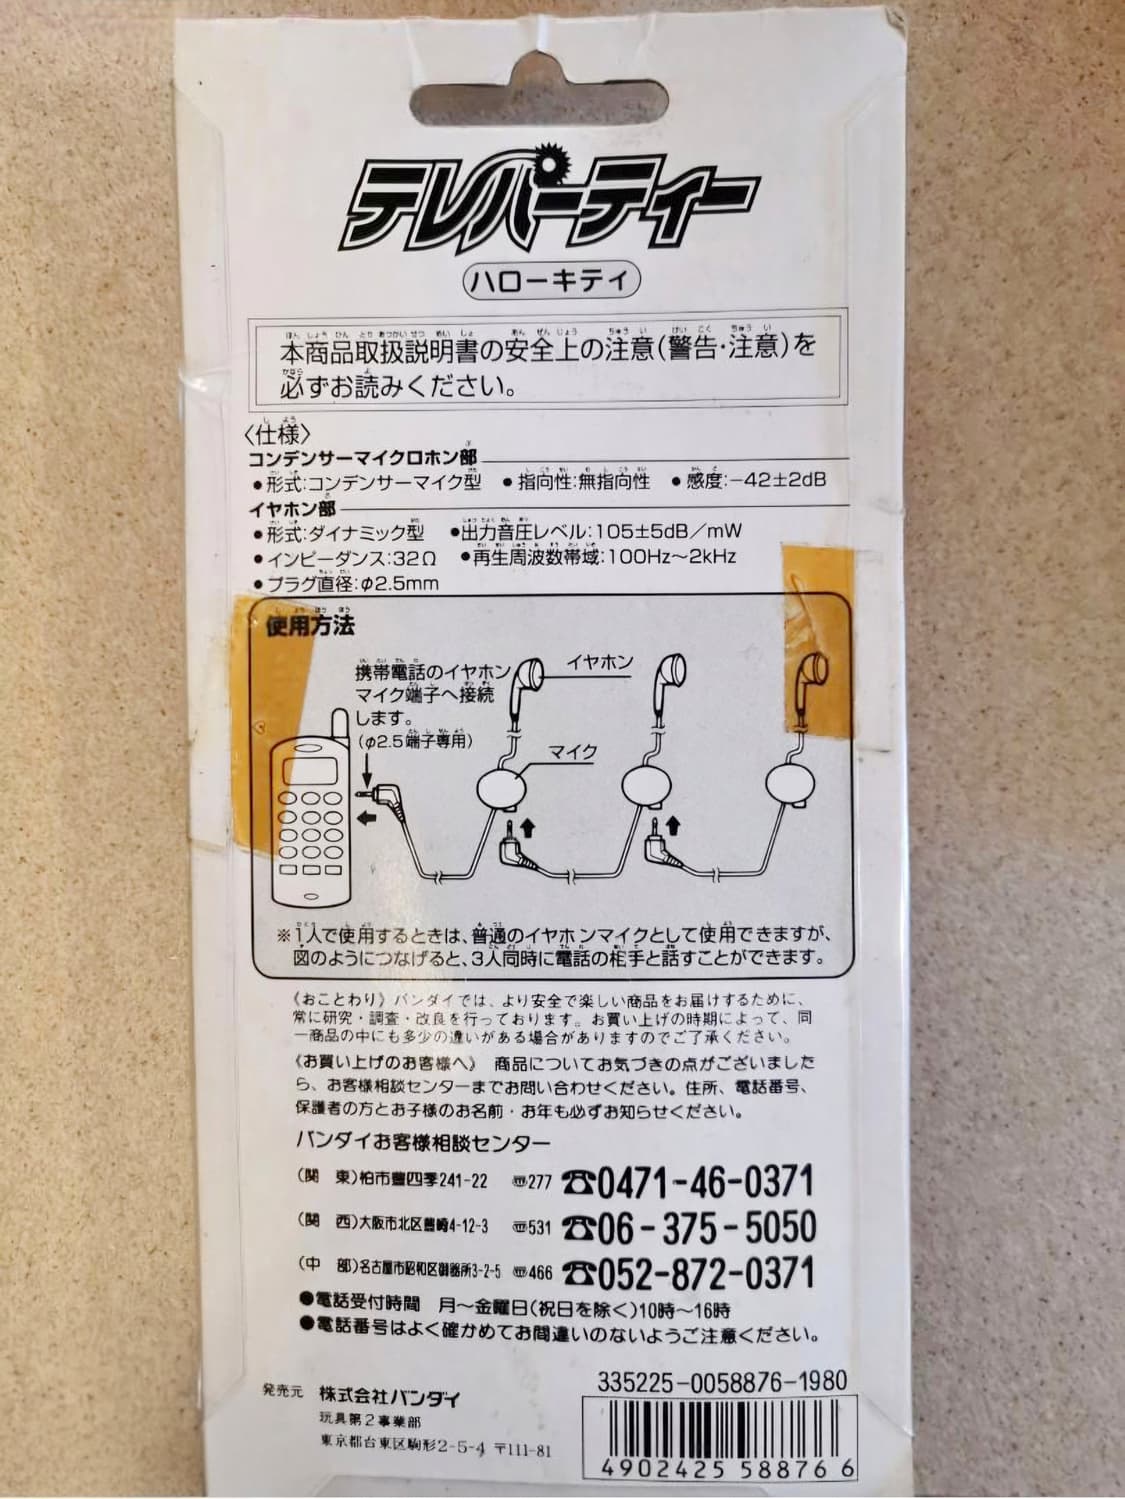 テレパーティー
ハローキティ
本商品取扱説明書の安全上の注意(警告・注意)を
必ずお読みください。
〈仕様〉
コンデンサーマイクロホン部
●形式:コンデンサーマイク型 ●指向性:無指向性 ●感度:−42±2dB
イヤホン部
●形式:ダイナミック型 ●出力音圧レベル:105±5dB/mW
●インピーダンス:32Ω ●再生周波数帯域:100Hz〜2kHz
●プラグ直径:φ2.5mm
使用方法
携帯電話のイヤホン
マイク端子へ接続
します。
(φ2.5端子専用)
イヤホン
マイク
※1人で使用するときは、普通のイヤホンマイクとして使用できますが、
図のようにつなげると、3人同時に電話の相手と話すことができます。
《おことわり》バンダイでは、より安全で楽しい商品をお届けするために、
常に研究・調査・改良を行っております。お買い上げの時期によって、同
一商品の中にも多少の違いがある場合がありますのでご了承ください。
《お買い上げのお客様へ》 商品についてお気づきの点がございました
ら、お客様相談センターまでお問い合わせください。住所、電話番号、
保護者の方とお子様のお名前・お年も必ずお知らせください。
バンダイお客様相談センター
(関 東)柏市豊四季241-22 〠277 ☎0471-46-0371
(関 西)大阪市北区豊崎4-12-3 〠531 ☎06-375-5050
(中 部)名古屋市昭和区御器所3-2-5 〠466 ☎052-872-0371
●電話受付時間 月〜金曜日(祝日を除く)10時〜16時
●電話番号はよく確かめてお間違いのないようご注意ください。
335225-0058876-1980
発売元 株式会社バンダイ
玩具第2事業部
東京都台東区駒形2-5-4 〒111-81
4902425 588766